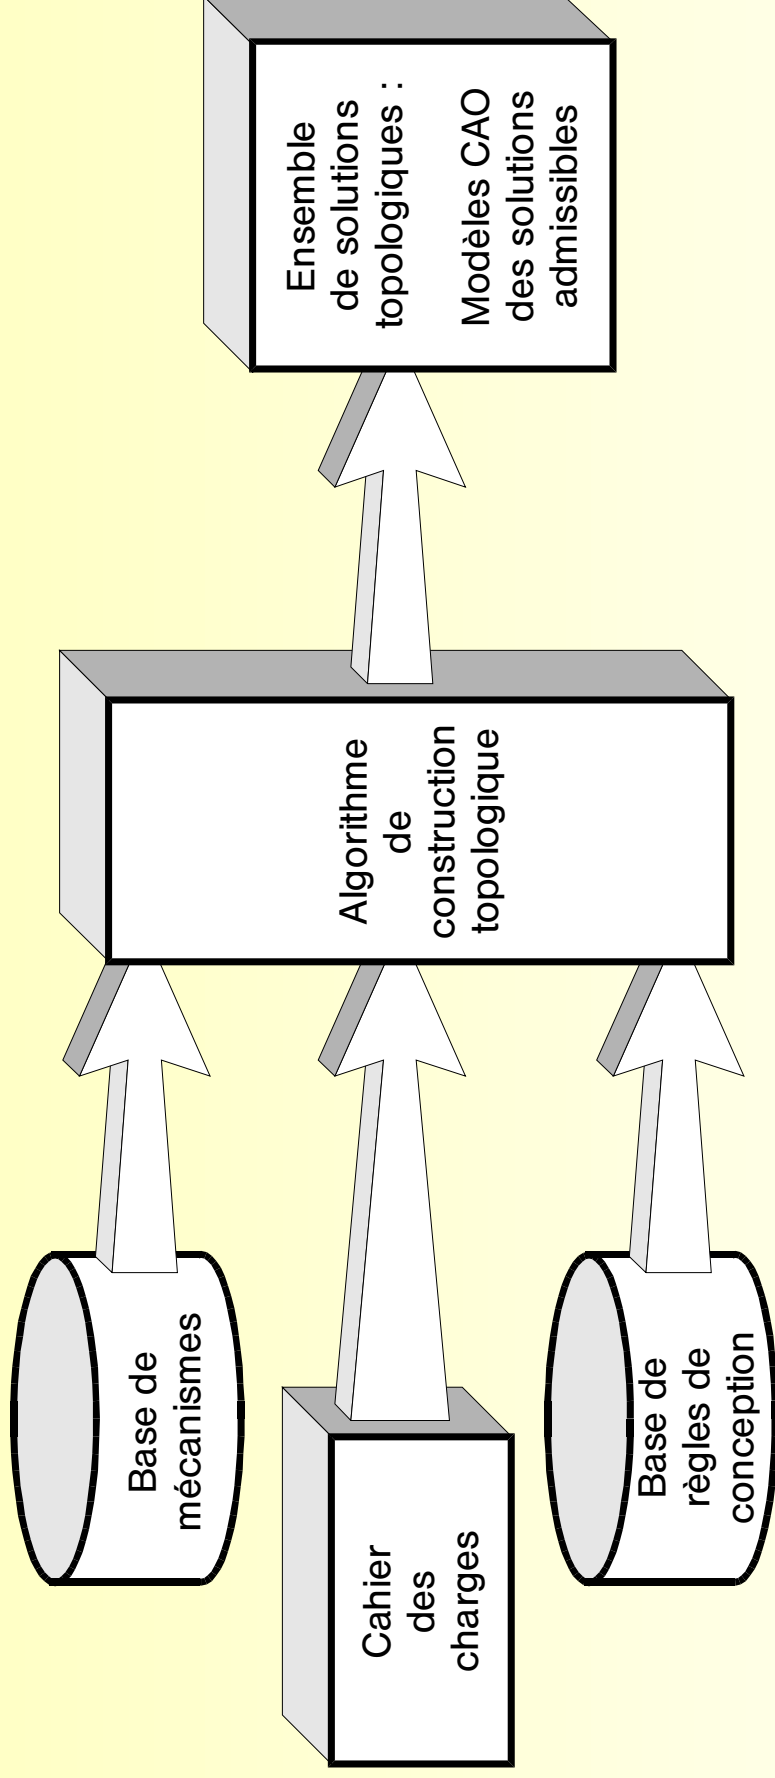 Base de
mécanismes
Cahier
des
charges
Base de
règles de
conception
Algorithme
de
construction
topologique
Ensemble
de solutions
topologiques :
Modèles CAO
des solutions
admissibles